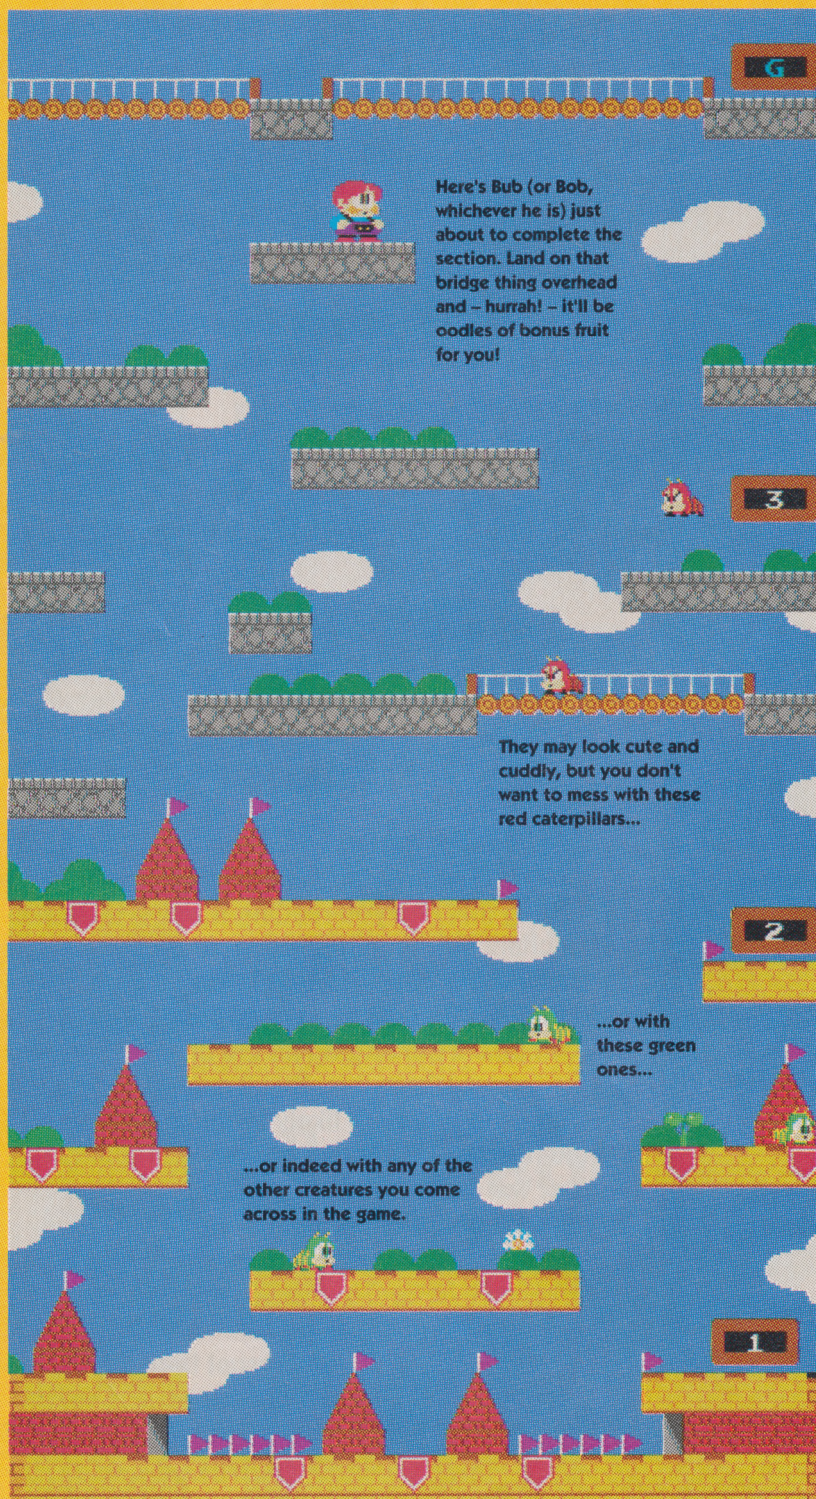 G
Here's Bub (or Bob,
whichever he is) just
about to complete the
section. Land on that
bridge thing overhead
and – hurrah! – it'll be
oodles of bonus fruit
for you!
3
They may look cute and
cuddly, but you don't
want to mess with these
red caterpillars...
2
...or with
these green
ones...
...or indeed with any of the
other creatures you come
across in the game.
1